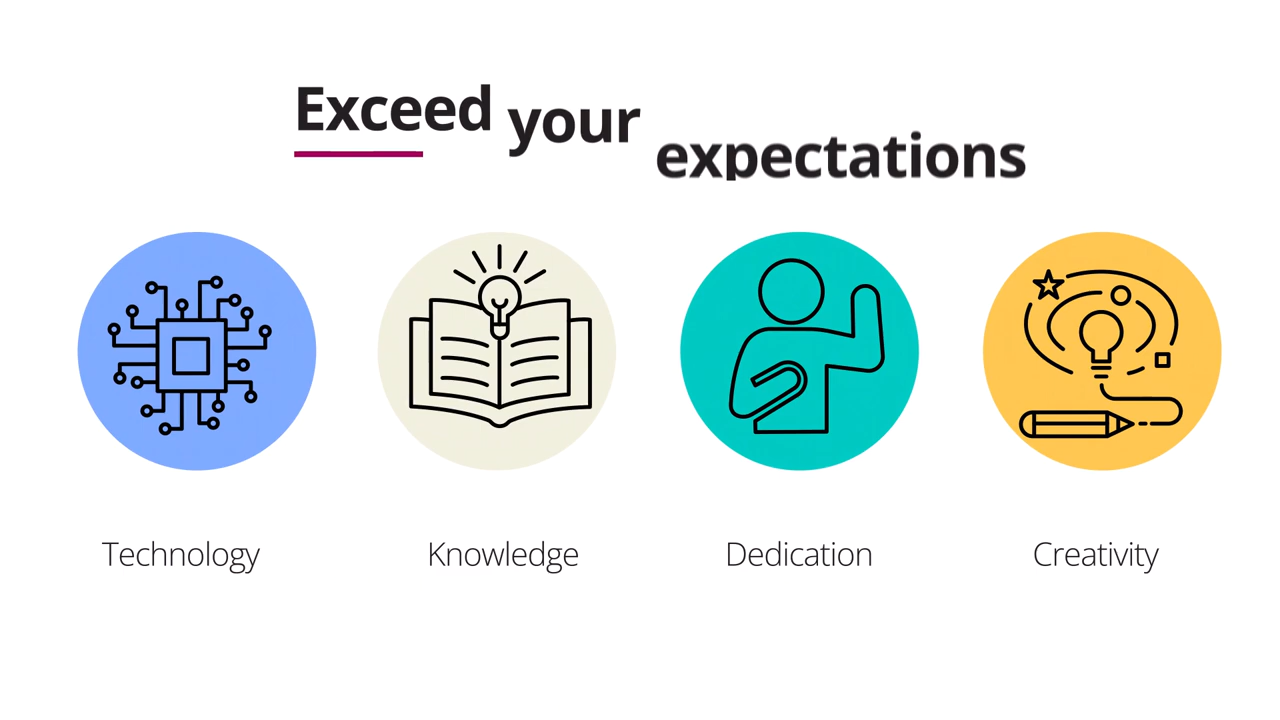 Exceed your expectations
Technology
Knowledge
Dedication
Creativity